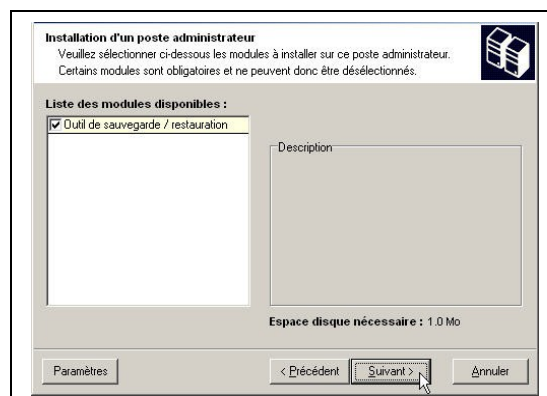 Installation d'un poste administrateur
Veuillez sélectionner ci-dessous les modules à installer sur ce poste administrateur.
Certains modules sont obligatoires et ne peuvent donc être désélectionnés.
Liste des modules disponibles :
Outil de sauvegarde / restauration
Description
Espace disque nécessaire : 1.0 Mo
Paramètres
< Précédent
Suivant >
Annuler